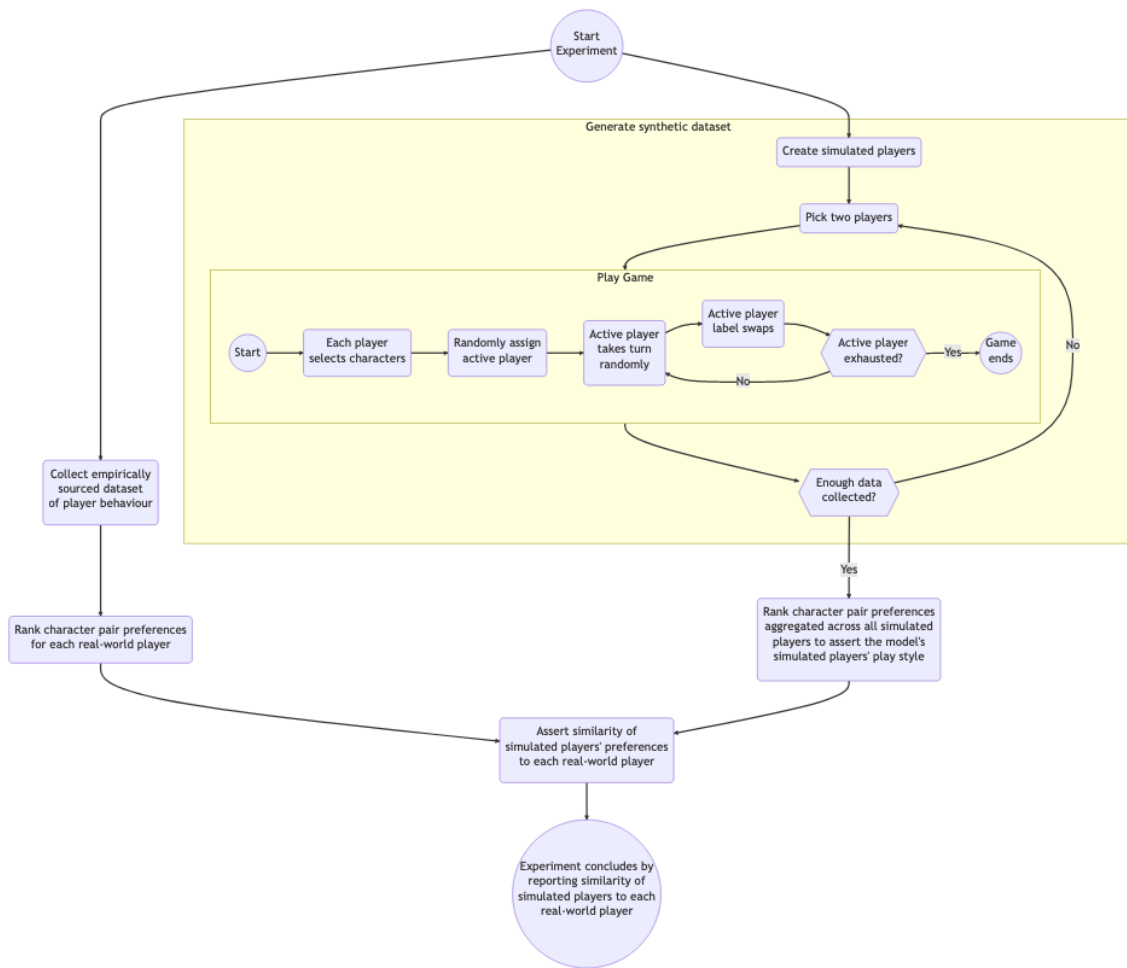 Start
Experiment
Generate synthetic dataset
Create simulated players
Pick two players
Play Game
Start
Each player
selects characters
Randomly assign
active player
Active player
takes turn
randomly
Active player
label swaps
Active player
exhausted?
Yes
Game
ends
No
No
Collect empirically
sourced dataset
of player behaviour
Enough data
collected?
Yes
Rank character pair preferences
for each real-world player
Rank character pair preferences
aggregated across all simulated
players to assert the model's
simulated players' play style
Assert similarity of
simulated players' preferences
to each real-world player
Experiment concludes by
reporting similarity of
simulated players to each
real-world player